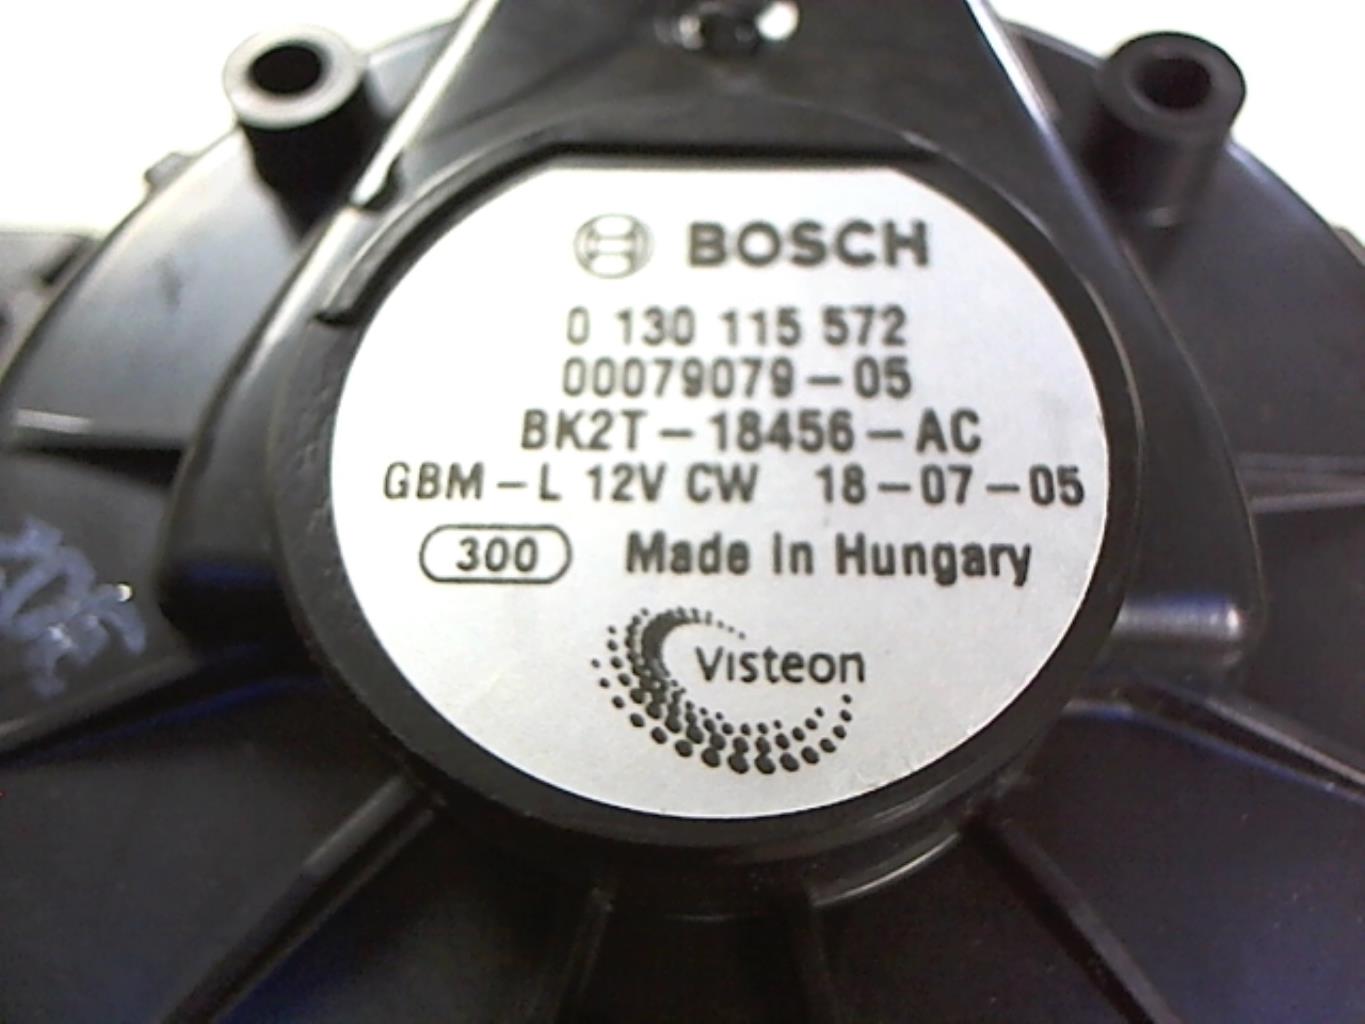 BOSCH
0 130 115 572
00079079-05
BK2T-18456-AC
GBM-L 12V CW 18-07-05
300 Made in Hungary
Visteon